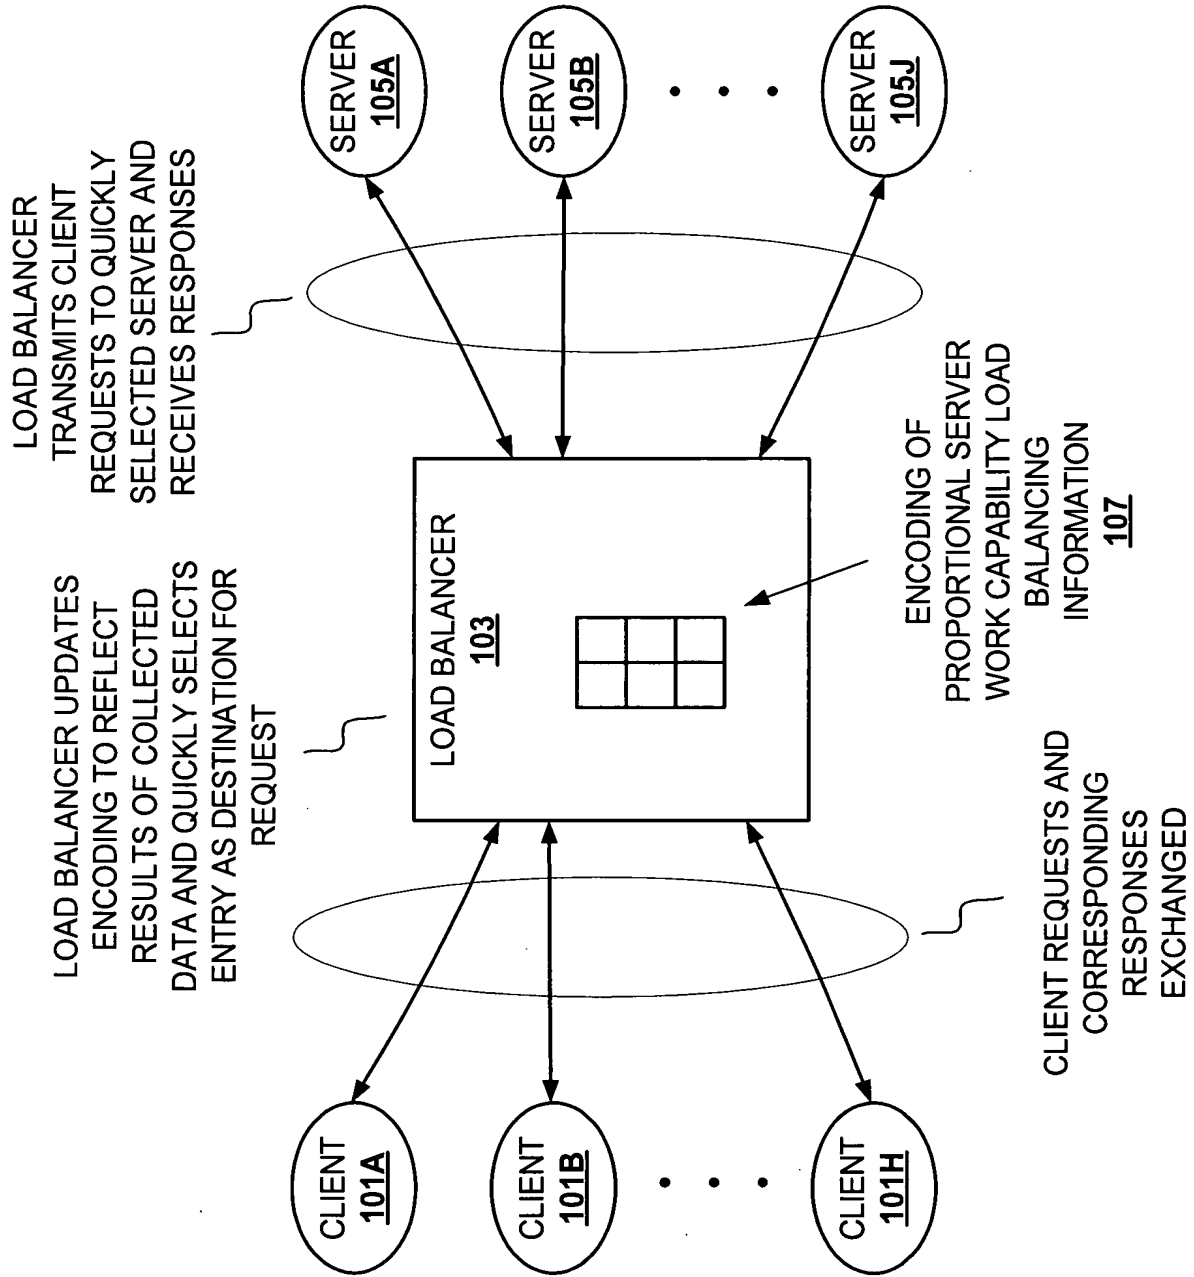 LOAD BALANCER UPDATES
ENCODING TO REFLECT
RESULTS OF COLLECTED
DATA AND QUICKLY SELECTS
ENTRY AS DESTINATION FOR
REQUEST
LOAD BALANCER
TRANSMITS CLIENT
REQUESTS TO QUICKLY
SELECTED SERVER AND
RECEIVES RESPONSES
CLIENT
101A
CLIENT
101B
CLIENT
101H
LOAD BALANCER
103
SERVER
105A
SERVER
105B
SERVER
105J
CLIENT REQUESTS AND
CORRESPONDING
RESPONSES
EXCHANGED
ENCODING OF
PROPORTIONAL SERVER
WORK CAPABILITY LOAD
BALANCING
INFORMATION
107